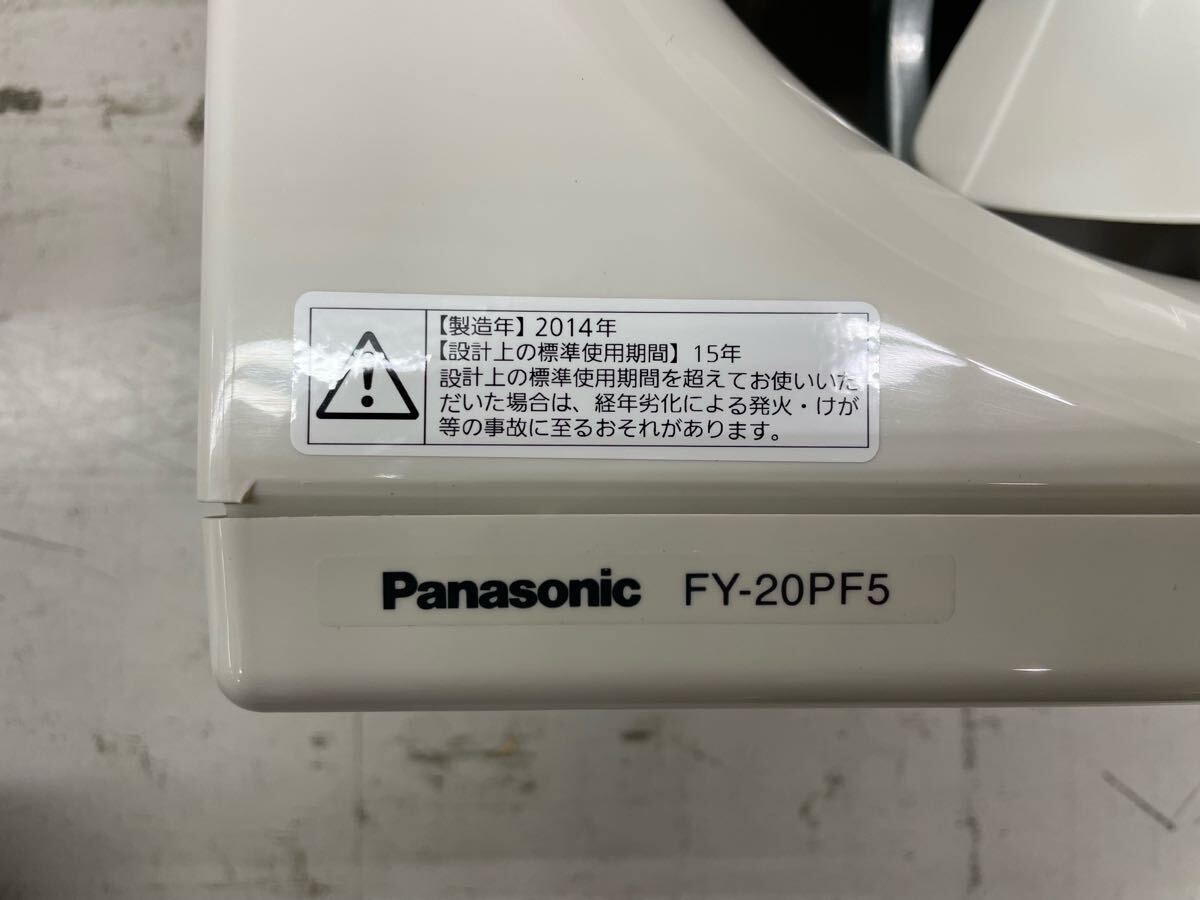 【製造年】2014年
【設計上の標準使用期間】15年
設計上の標準使用期間を超えてお使いいた
だいた場合は、経年劣化による発火・けが
等の事故に至るおそれがあります。
Panasonic FY-20PF5